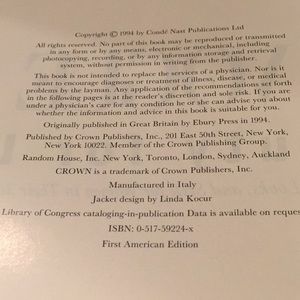 Copyright ©1994 by Condé Nast Publications Ltd
All rights reserved. No part of this book may be reproduced or transmitted
in any form or by any means, electronic or mechanical, including
photocopying, recording, or by any information storage and retrieval
system, without permission in writing from the publisher.
This book is not intended to replace the services of a physician. Nor is it
meant to encourage diagnoses or treatment of illness, disease, or medical
problems by the layman. Any application of the recommendations set forth
in the following pages is at the reader's discretion and sole risk. If you are
under a physician's care for any condition he or she can advise you about
whether the information and advice in this book is suitable for you.
Originally published in Great Britain by Ebury Press in 1994.
Published by Crown Publishers, Inc., 201 East 50th Street, New York,
New York 10022. Member of the Crown Publishing Group.
Random House, Inc. New York, Toronto, London, Sydney, Auckland
CROWN is a trademark of Crown Publishers, Inc.
Manufactured in Italy
Jacket design by Linda Kocur
Library of Congress cataloging-in-publication Data is available on reques
ISBN: 0-517-59224-x
First American Edition